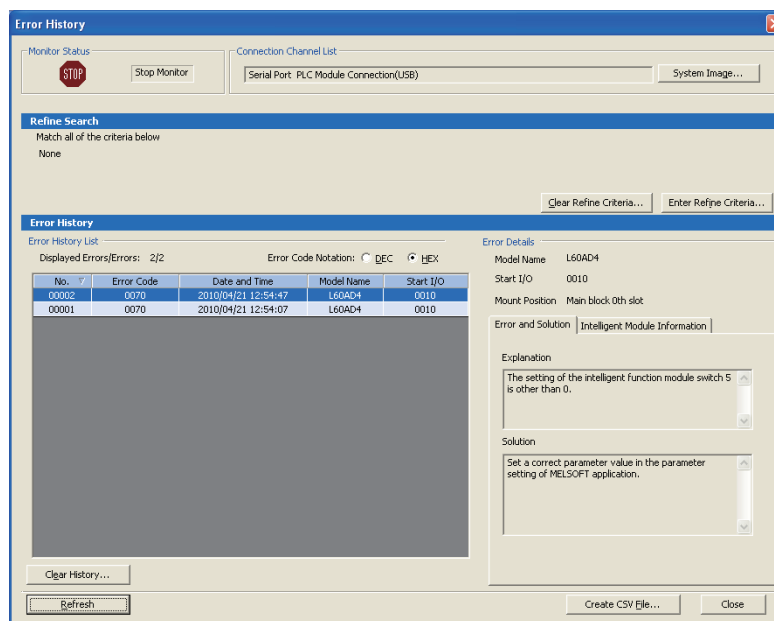 Error History
Monitor Status
STOP
Stop Monitor
Connection Channel List
Serial Port PLC Module Connection(USB)
System Image...
Refine Search
Match all of the criteria below
None
Clear Refine Criteria...
Enter Refine Criteria...
Error History
Error History List
Displayed Errors/Errors: 2/2
Error Code Notation: DEC HEX
No. Error Code Date and Time Model Name Start I/O
00002 0070 2010/04/21 12:54:47 L60AD4 0010
00001 0070 2010/04/21 12:54:07 L60AD4 0010
Clear History...
Refresh
Error Details
Model Name L60AD4
Start I/O 0010
Mount Position Main block 0th slot
Error and Solution
Intelligent Module Information
Explanation
The setting of the intelligent function module switch 5
is other than 0.
Solution
Set a correct parameter value in the parameter
setting of MELSOFT application.
Create CSV File...
Close